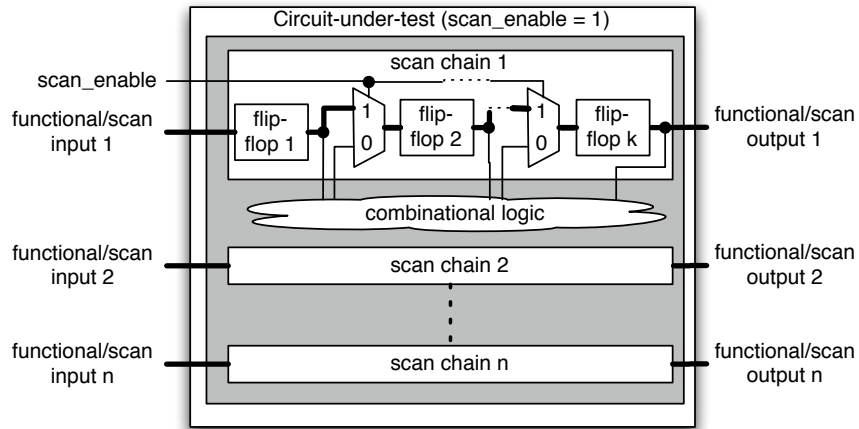 Circuit-under-test (scan_enable = 1)
scan chain 1
scan_enable
functional/scan
input 1
flip-
flop 1
1
0
flip-
flop 2
1
0
flip-
flop k
functional/scan
output 1
combinational logic
functional/scan
input 2
scan chain 2
functional/scan
output 2
functional/scan
input n
scan chain n
functional/scan
output n